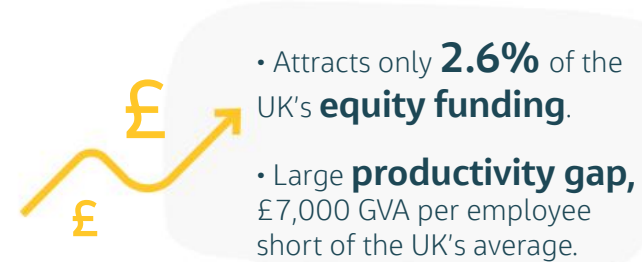 • Attracts only 2.6% of the
UK’s equity funding.
• Large productivity gap,
£7,000 GVA per employee
short of the UK’s average.
£
£